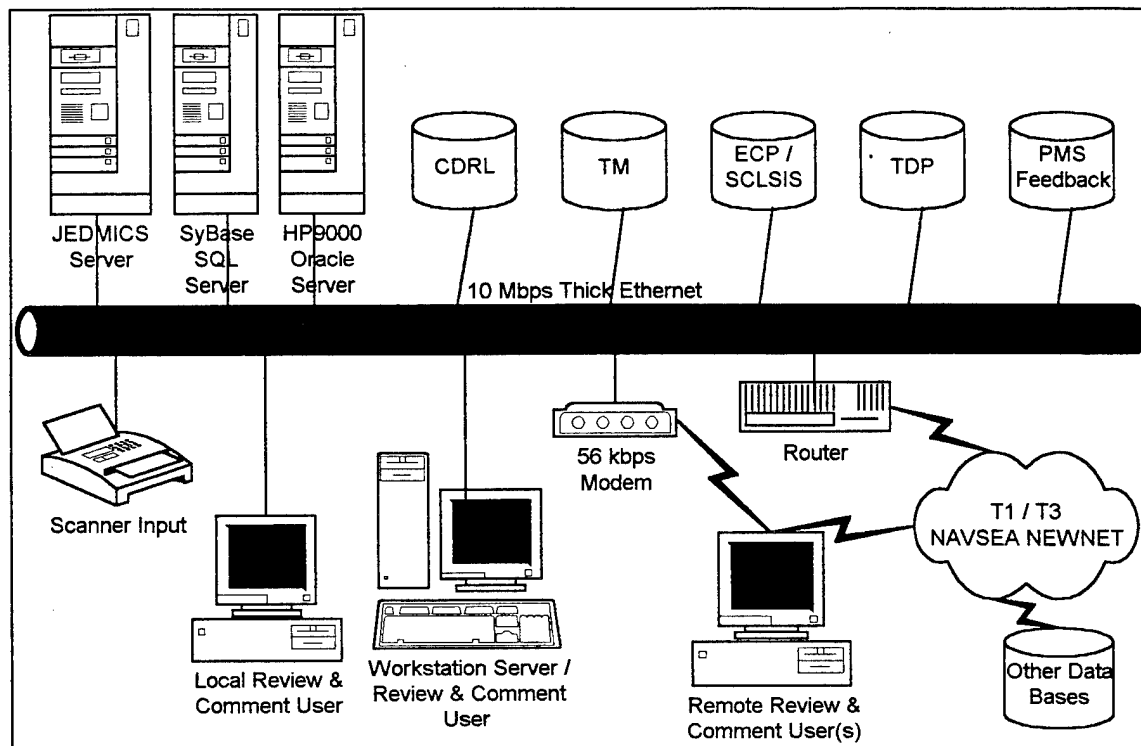 CDRL
TM
ECP /
SCLSIS
TDP
PMS
Feedback
JEDMICS
Server
SyBase
SQL
Server
HP9000
Oracle
Server
10 Mbps Thick Ethernet
Scanner Input
Local Review &
Comment User
Workstation Server /
Review & Comment
User
56 kbps
Modem
Router
T1 / T3
NAVSEA NEWNET
Remote Review &
Comment User(s)
Other Data
Bases